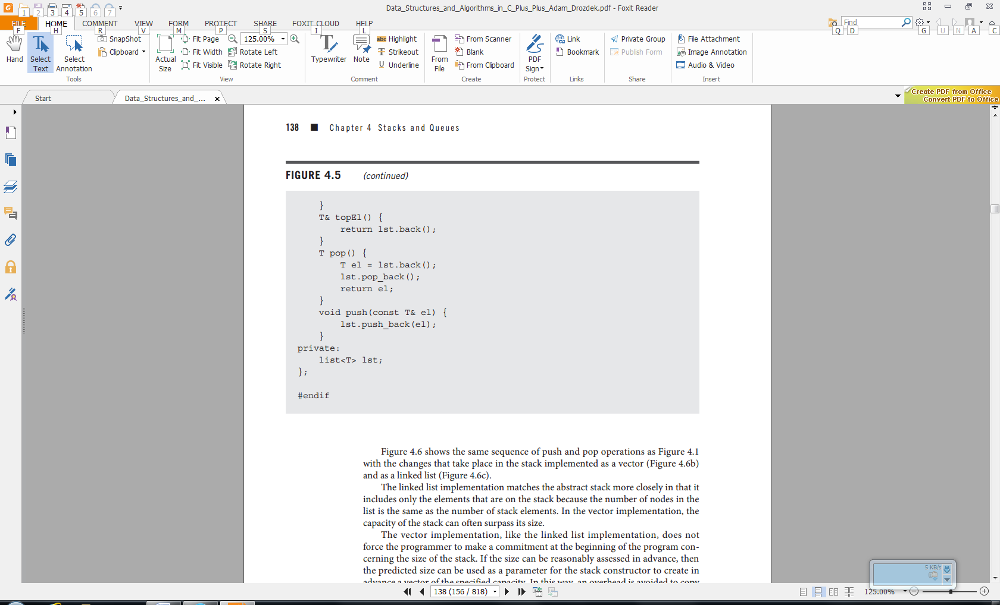 Data_Structures_and_Algorithms_in_C_Plus_Plus_Adam_Drozdek.pdf - Foxit Reader
1 2 3 4 5 6 7
FILE HOME COMMENT VIEW FORM PROTECT SHARE FOXIT CLOUD HELP
Find
F H R V M P S I L Q D G U N A C
Hand
Select
Text
Select
Annotation
SnapShot
Clipboard
Tools
Actual
Size
Fit Page
Fit Width
Fit Visible
125.00%
Rotate Left
Rotate Right
View
Typewriter
Note
abc Highlight
T Strikeout
U Underline
Comment
From
File
From Scanner
Blank
From Clipboard
Create
PDF
Sign
Protect
Link
Bookmark
Links
Private Group
Publish Form
Share
File Attachment
Image Annotation
Audio & Video
Insert
Start
Data_Structures_and_...
Create PDF from Office
Convert PDF to Office
138 ■ Chapter 4 Stacks and Queues
FIGURE 4.5 (continued)
}
T& topEl() {
return lst.back();
}
T pop() {
T el = lst.back();
lst.pop_back();
return el;
}
void push(const T& el) {
lst.push_back(el);
}
private:
list<T> lst;
};
#endif
Figure 4.6 shows the same sequence of push and pop operations as Figure 4.1
with the changes that take place in the stack implemented as a vector (Figure 4.6b)
and as a linked list (Figure 4.6c).
The linked list implementation matches the abstract stack more closely in that it
includes only the elements that are on the stack because the number of nodes in the
list is the same as the number of stack elements. In the vector implementation, the
capacity of the stack can often surpass its size.
The vector implementation, like the linked list implementation, does not
force the programmer to make a commitment at the beginning of the program con-
cerning the size of the stack. If the size can be reasonably assessed in advance, then
the predicted size can be used as a parameter for the stack constructor to create in
advance a vector of the specified capacity. In this way, an overhead is avoided to copy
5 KB/s
138 (156 / 818)
125.00%